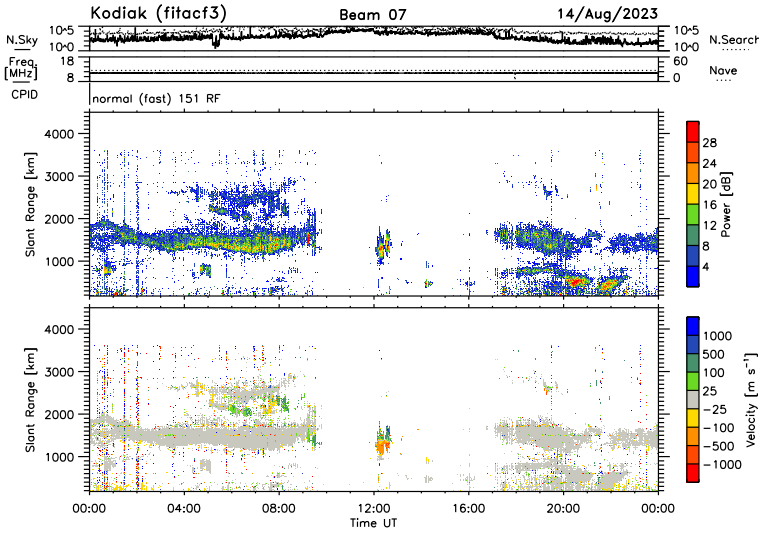 Kodiak (fitacf3) Beam 07 14/Aug/2023
N.Sky 10^5 10^0 10^5 10^0 N.Search
Freq. [MHz] 18 8 60 0 Nave
CPID normal (fast) 151 RF
Slant Range [km] 4000 3000 2000 1000
Power [dB] 28 24 20 16 12 8 4
Slant Range [km] 4000 3000 2000 1000
Velocity [m s⁻¹] 1000 500 100 25 −25 −100 −500 −1000
00:00 04:00 08:00 12:00 16:00 20:00 00:00
Time UT